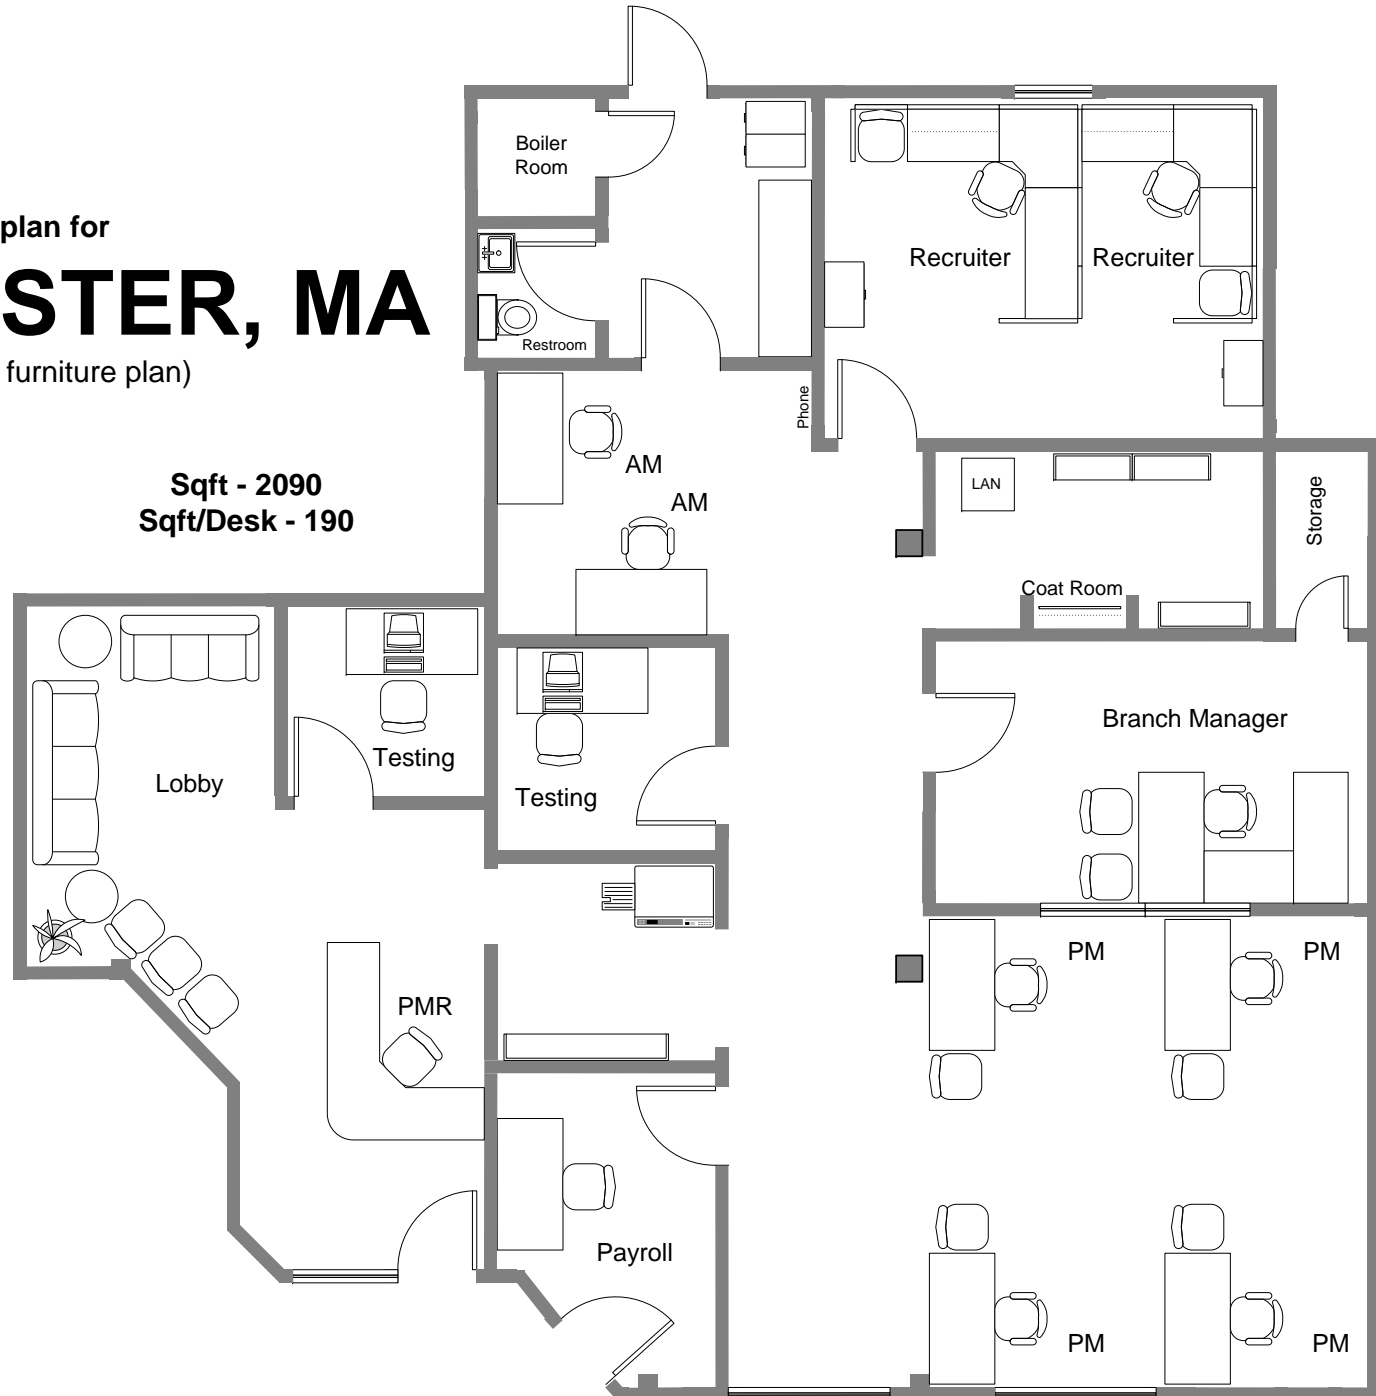 plan for
STER, MA
furniture plan)
Sqft - 2090
Sqft/Desk - 190
Boiler
Room
Restroom
Recruiter
Recruiter
Phone
AM
AM
LAN
Storage
Coat Room
Testing
Testing
Lobby
Branch Manager
PMR
PM
PM
Payroll
PM
PM